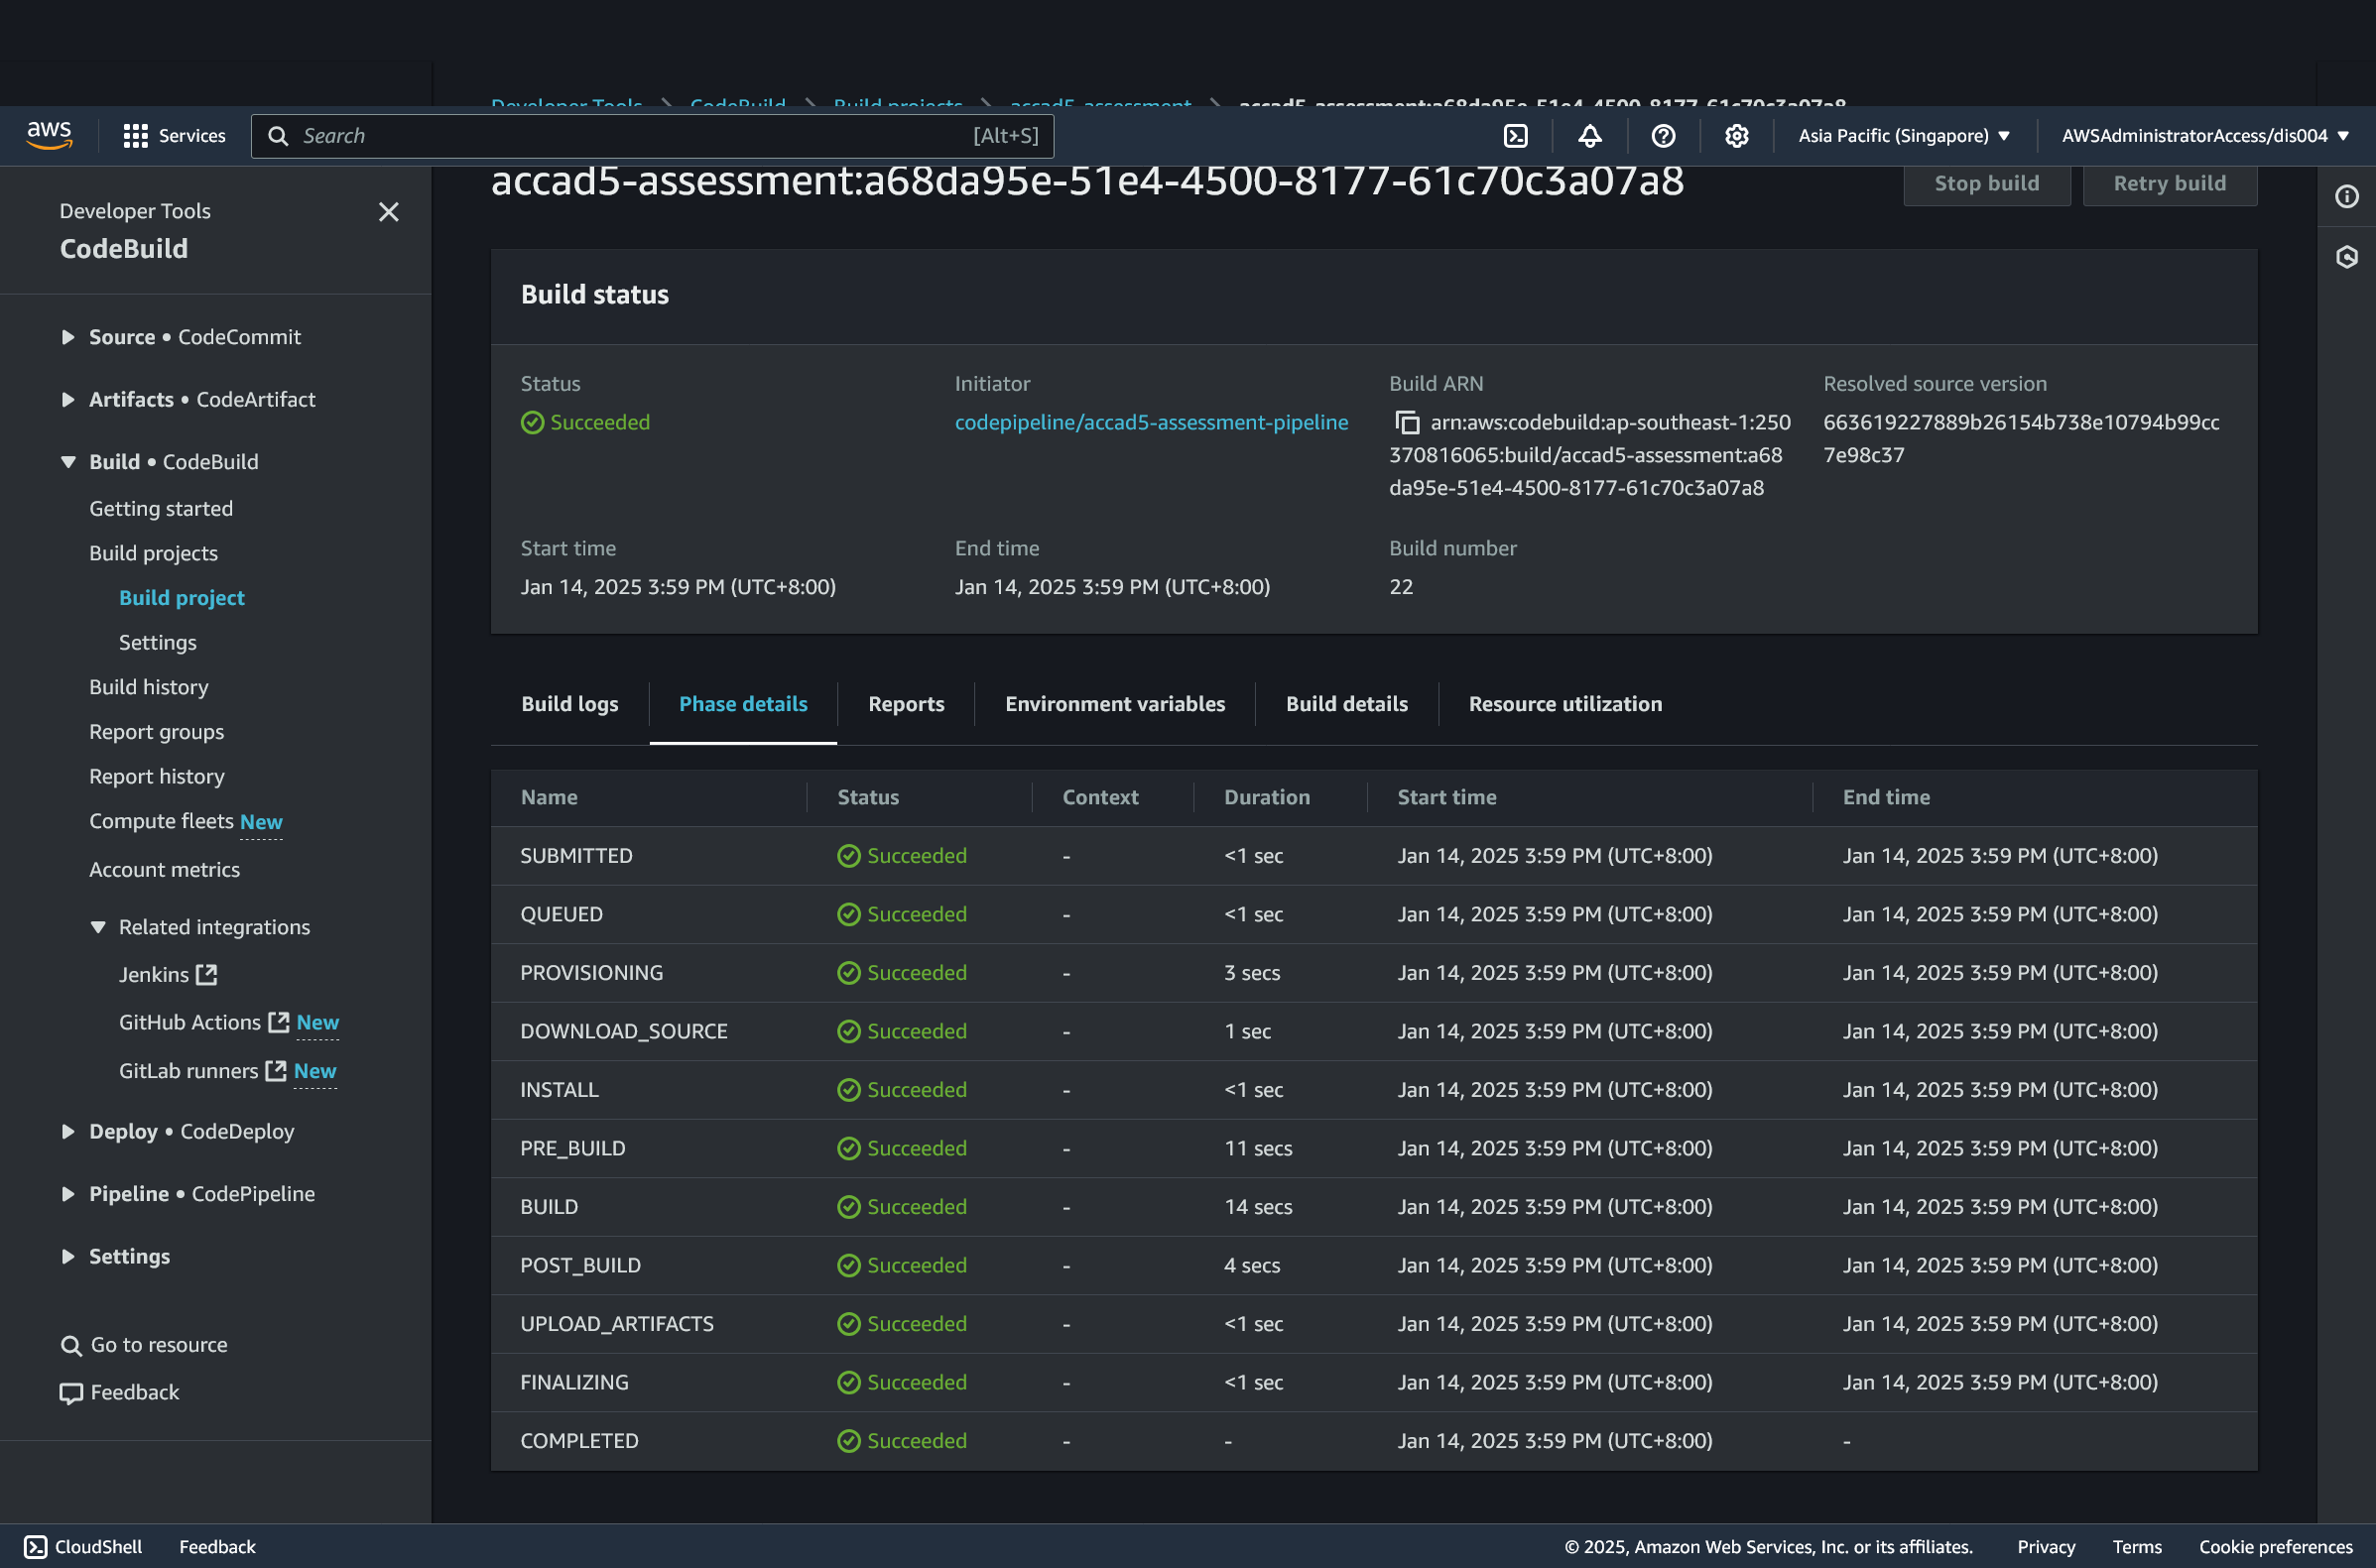 Developer Tools > CodeBuild > Build projects > accad5-assessment > accad5-assessment:a68da95e-51e4-4500-8177-61c70c3a07a8
aws Services Search [Alt+S] Asia Pacific (Singapore) AWSAdministratorAccess/dis004
accad5-assessment:a68da95e-51e4-4500-8177-61c70c3a07a8 Stop build Retry build
Developer Tools
CodeBuild
Source • CodeCommit
Artifacts • CodeArtifact
Build • CodeBuild
Getting started
Build projects
Build project
Settings
Build history
Report groups
Report history
Compute fleets New
Account metrics
Related integrations
Jenkins
GitHub Actions New
GitLab runners New
Deploy • CodeDeploy
Pipeline • CodePipeline
Settings
Go to resource
Feedback
Build status
Status
Succeeded
Initiator
codepipeline/accad5-assessment-pipeline
Build ARN
arn:aws:codebuild:ap-southeast-1:250
370816065:build/accad5-assessment:a68
da95e-51e4-4500-8177-61c70c3a07a8
Resolved source version
663619227889b26154b738e10794b99cc
7e98c37
Start time
Jan 14, 2025 3:59 PM (UTC+8:00)
End time
Jan 14, 2025 3:59 PM (UTC+8:00)
Build number
22
Build logs Phase details Reports Environment variables Build details Resource utilization
Name Status Context Duration Start time End time
SUBMITTED Succeeded - <1 sec Jan 14, 2025 3:59 PM (UTC+8:00) Jan 14, 2025 3:59 PM (UTC+8:00)
QUEUED Succeeded - <1 sec Jan 14, 2025 3:59 PM (UTC+8:00) Jan 14, 2025 3:59 PM (UTC+8:00)
PROVISIONING Succeeded - 3 secs Jan 14, 2025 3:59 PM (UTC+8:00) Jan 14, 2025 3:59 PM (UTC+8:00)
DOWNLOAD_SOURCE Succeeded - 1 sec Jan 14, 2025 3:59 PM (UTC+8:00) Jan 14, 2025 3:59 PM (UTC+8:00)
INSTALL Succeeded - <1 sec Jan 14, 2025 3:59 PM (UTC+8:00) Jan 14, 2025 3:59 PM (UTC+8:00)
PRE_BUILD Succeeded - 11 secs Jan 14, 2025 3:59 PM (UTC+8:00) Jan 14, 2025 3:59 PM (UTC+8:00)
BUILD Succeeded - 14 secs Jan 14, 2025 3:59 PM (UTC+8:00) Jan 14, 2025 3:59 PM (UTC+8:00)
POST_BUILD Succeeded - 4 secs Jan 14, 2025 3:59 PM (UTC+8:00) Jan 14, 2025 3:59 PM (UTC+8:00)
UPLOAD_ARTIFACTS Succeeded - <1 sec Jan 14, 2025 3:59 PM (UTC+8:00) Jan 14, 2025 3:59 PM (UTC+8:00)
FINALIZING Succeeded - <1 sec Jan 14, 2025 3:59 PM (UTC+8:00) Jan 14, 2025 3:59 PM (UTC+8:00)
COMPLETED Succeeded - - Jan 14, 2025 3:59 PM (UTC+8:00) -
CloudShell Feedback © 2025, Amazon Web Services, Inc. or its affiliates. Privacy Terms Cookie preferences